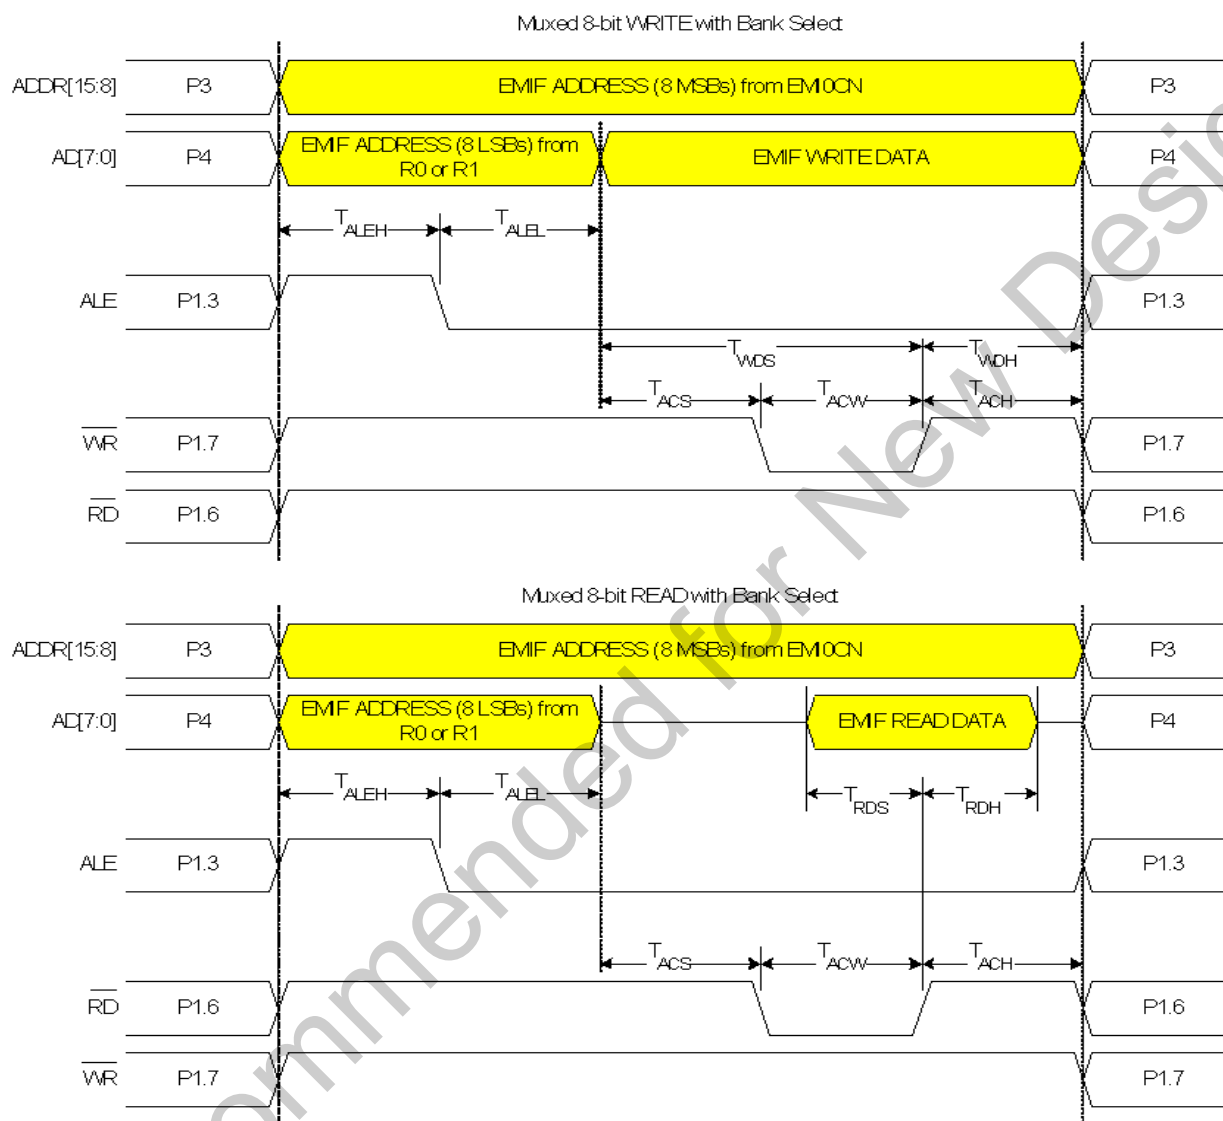 Muxed 8-bit WRITE with Bank Select
ADDR[15:8] P3 EMIF ADDRESS (8 MSBs) from EMI0CN P3
AD[7:0] P4 EMIF ADDRESS (8 LSBs) from R0 or R1 EMIF WRITE DATA P4
TALEH TALEL
ALE P1.3 P1.3
TWDS TWDH
TACS TACW TACH
WR P1.7 P1.7
RD P1.6 P1.6
Muxed 8-bit READ with Bank Select
ADDR[15:8] P3 EMIF ADDRESS (8 MSBs) from EMI0CN P3
AD[7:0] P4 EMIF ADDRESS (8 LSBs) from R0 or R1 EMIF READ DATA P4
TALEH TALEL TRDS TRDH
ALE P1.3 P1.3
TACS TACW TACH
RD P1.6 P1.6
WR P1.7 P1.7
ommended for New Desig